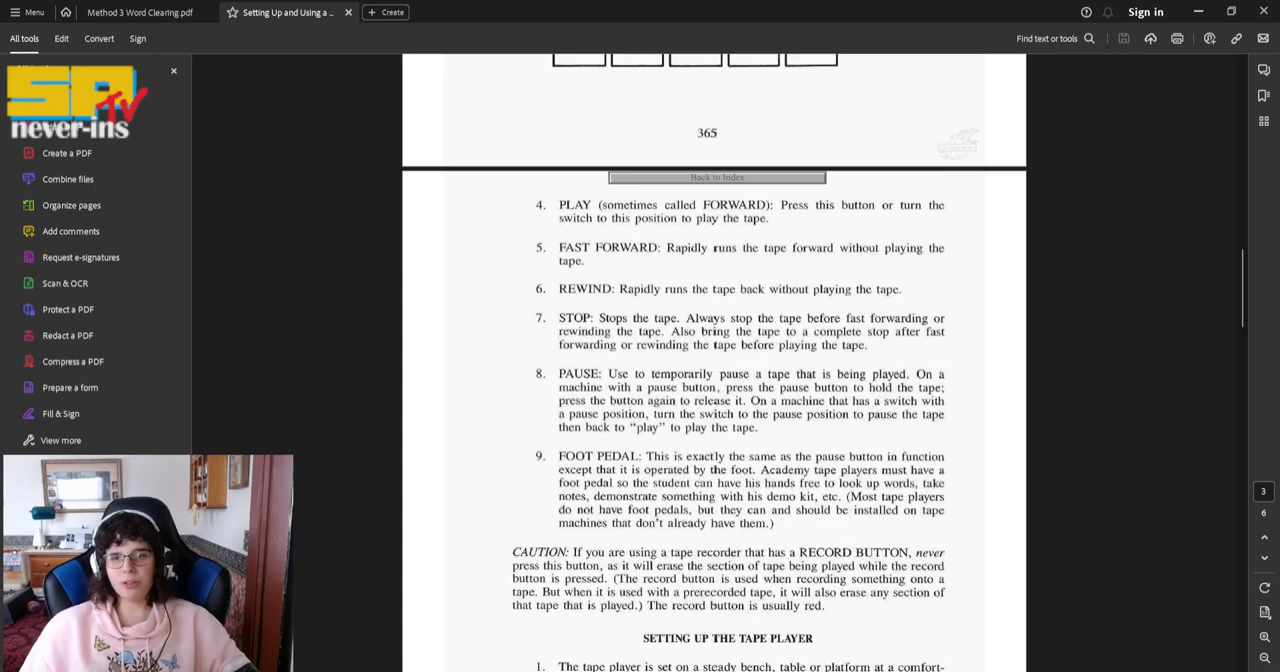 Menu
Method 3 Word Clearing.pdf
Setting Up and Using a ..
Create
Sign in
All tools
Edit
Convert
Sign
Find text or tools
SPTV
never-ins
Create a PDF
Combine files
Organize pages
Add comments
Request e-signatures
Scan & OCR
Protect a PDF
Redact a PDF
Compress a PDF
Prepare a form
Fill & Sign
View more
365
Back to Index
4. PLAY (sometimes called FORWARD): Press this button or turn the
switch to this position to play the tape.
5. FAST FORWARD: Rapidly runs the tape forward without playing the
tape.
6. REWIND: Rapidly runs the tape back without playing the tape.
7. STOP: Stops the tape. Always stop the tape before fast forwarding or
rewinding the tape. Also bring the tape to a complete stop after fast
forwarding or rewinding the tape before playing the tape.
8. PAUSE: Use to temporarily pause a tape that is being played. On a
machine with a pause button, press the pause button to hold the tape;
press the button again to release it. On a machine that has a switch with
a pause position, turn the switch to the pause position to pause the tape
then back to “play” to play the tape.
9. FOOT PEDAL: This is exactly the same as the pause button in function
except that it is operated by the foot. Academy tape players must have a
foot pedal so the student can have his hands free to look up words, take
notes, demonstrate something with his demo kit, etc. (Most tape players
do not have foot pedals, but they can and should be installed on tape
machines that don’t already have them.)
CAUTION: If you are using a tape recorder that has a RECORD BUTTON, never
press this button, as it will erase the section of tape being played while the record
button is pressed. (The record button is used when recording something onto a
tape. But when it is used with a prerecorded tape, it will also erase any section of
that tape that is played.) The record button is usually red.
SETTING UP THE TAPE PLAYER
1. The tape player is set on a steady bench, table or platform at a comfort-
3
6